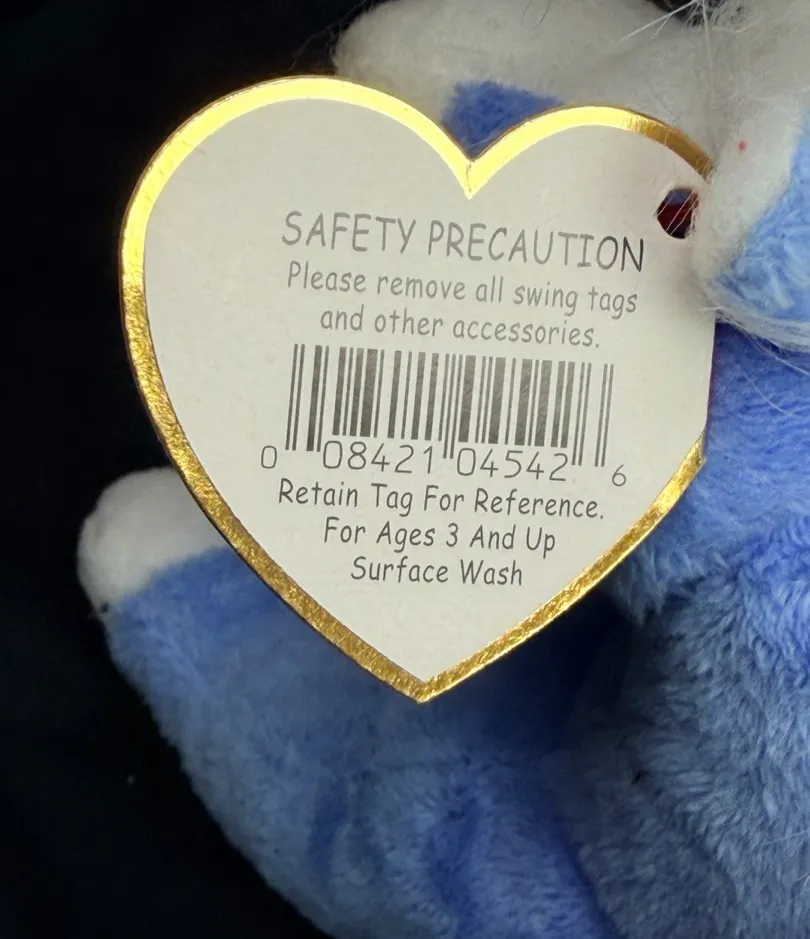 SAFETY PRECAUTION
Please remove all swing tags
and other accessories.
0 08421 04542 6
Retain Tag For Reference.
For Ages 3 And Up
Surface Wash